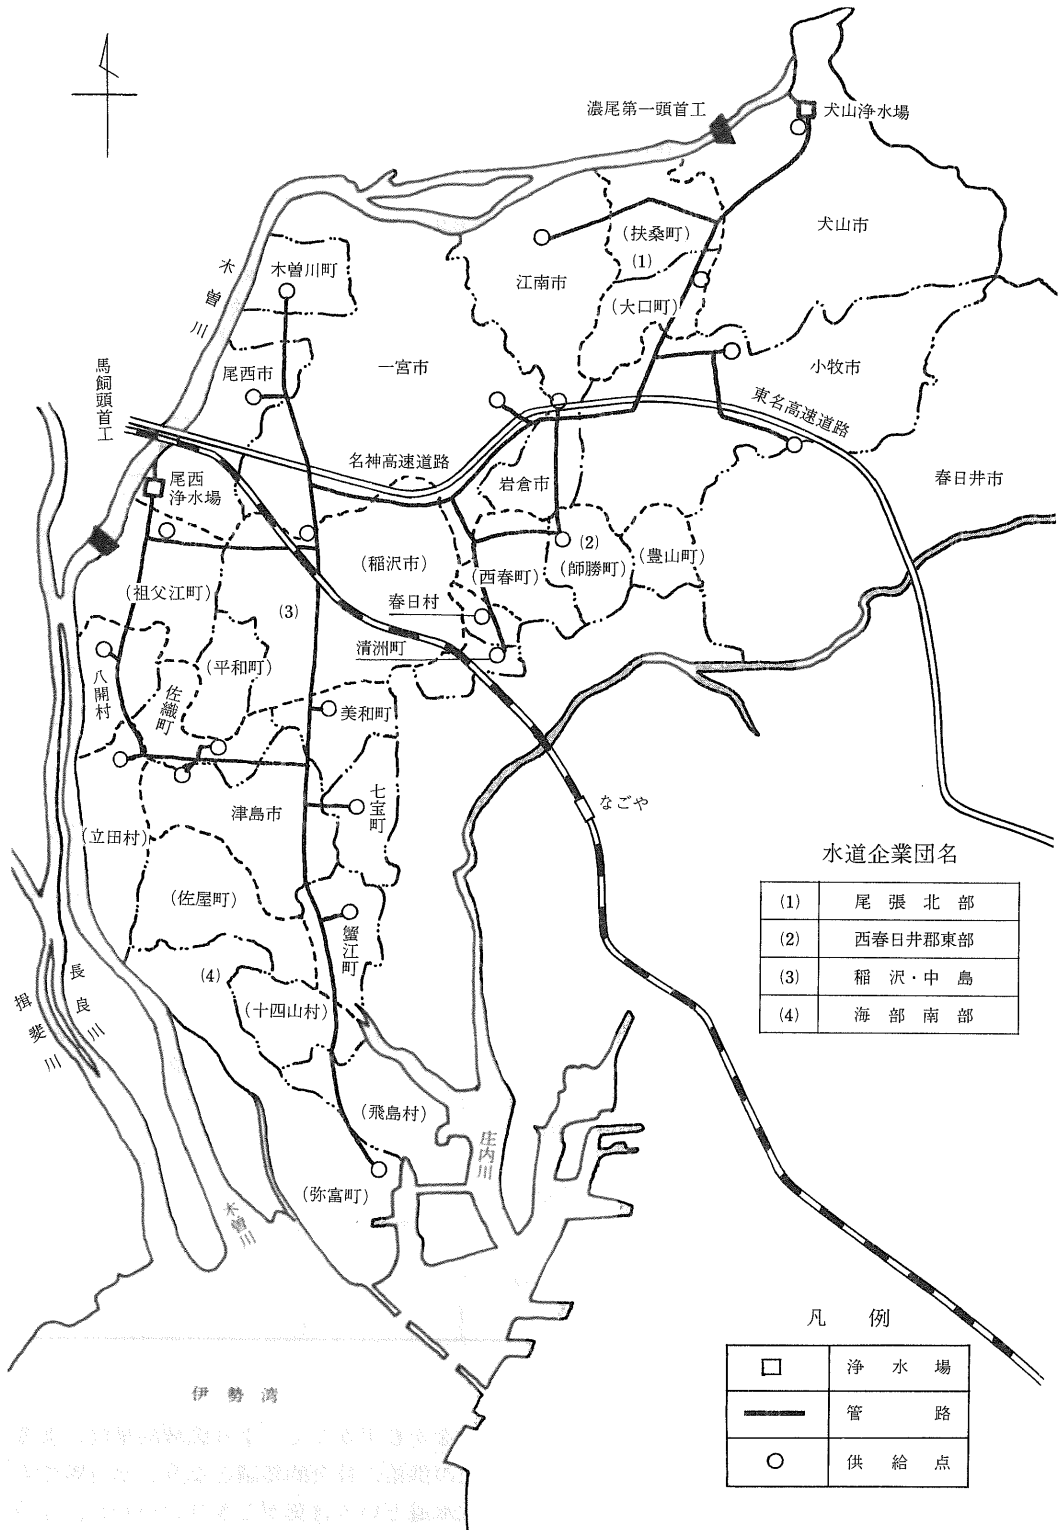 濃尾第一頭首工
犬山浄水場
犬山市
(扶桑町)
(1)
江南市
(大口町)
木曽川町
木曽川
尾西市
一宮市
小牧市
馬飼頭首工
東名高速道路
名神高速道路
尾西
浄水場
岩倉市
春日井市
(稲沢市)
(2)
(西春町)
(師勝町)
(豊山町)
(祖父江町)
(3)
春日村
清洲町
(平和町)
八開村
佐織町
美和町
七宝町
なごや
津島市
(立田村)
(佐屋町)
蟹江町
(4)
長良川
揖斐川
(十四山村)
(飛島村)
庄内川
(弥富町)
木曽川
伊勢湾
水道企業団名
(1) 尾張北部
(2) 西春日井郡東部
(3) 稲沢・中島
(4) 海部南部
凡例
浄水場
管路
供給点